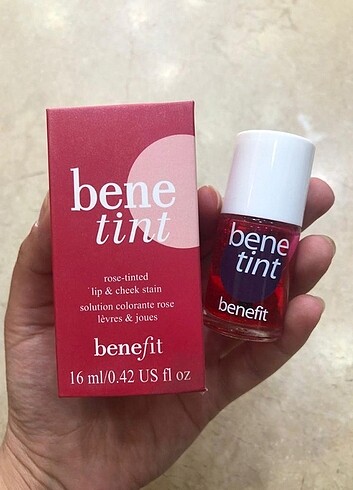 bene
tint
rose-tinted
lip & cheek stain
solution colorante rose
lèvres & joues
benefit
16 ml/0.42 US fl oz
bene
tint
benefit